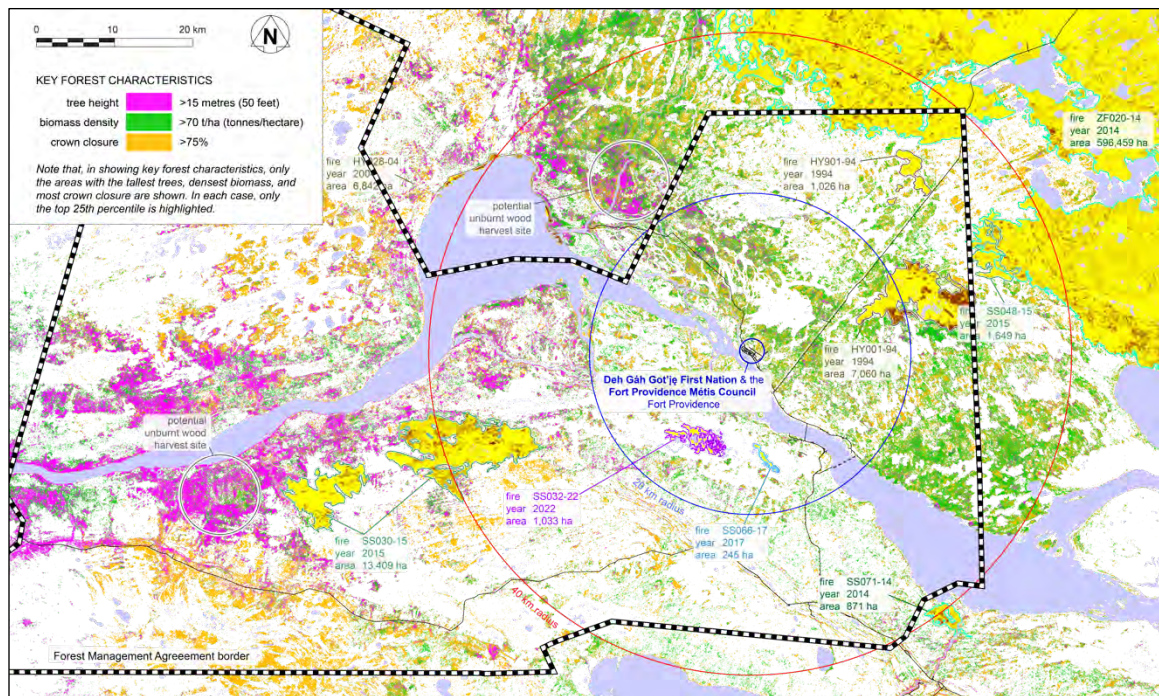 0 10 20 km
N
KEY FOREST CHARACTERISTICS
tree height >15 metres (50 feet)
biomass density >70 t/ha (tonnes/hectare)
crown closure >75%
Note that, in showing key forest characteristics, only
the areas with the tallest trees, densest biomass, and
most crown closure are shown. In each case, only
the top 25th percentile is highlighted.
fire
year
area
potential
unburnt wood
harvest site
fire HY901-94
year 1994
area 1,026 ha
fire ZF020-14
year 2014
area 596,459 ha
fire SS048-15
year 2015
area 1,649 ha
fire HY001-94
year 1994
area 7,060 ha
Deh Gáh Got'ję First Nation & the
Fort Providence Métis Council
Fort Providence
potential
unburnt wood
harvest site
fire SS032-22
year 2022
area 1,033 ha
20 km radius
fire SS066-17
year 2017
area 245 ha
fire SS030-15
year 2015
area 13,409 ha
fire SS071-14
year 2014
area 871 ha
40 km radius
Forest Management Agreeement border